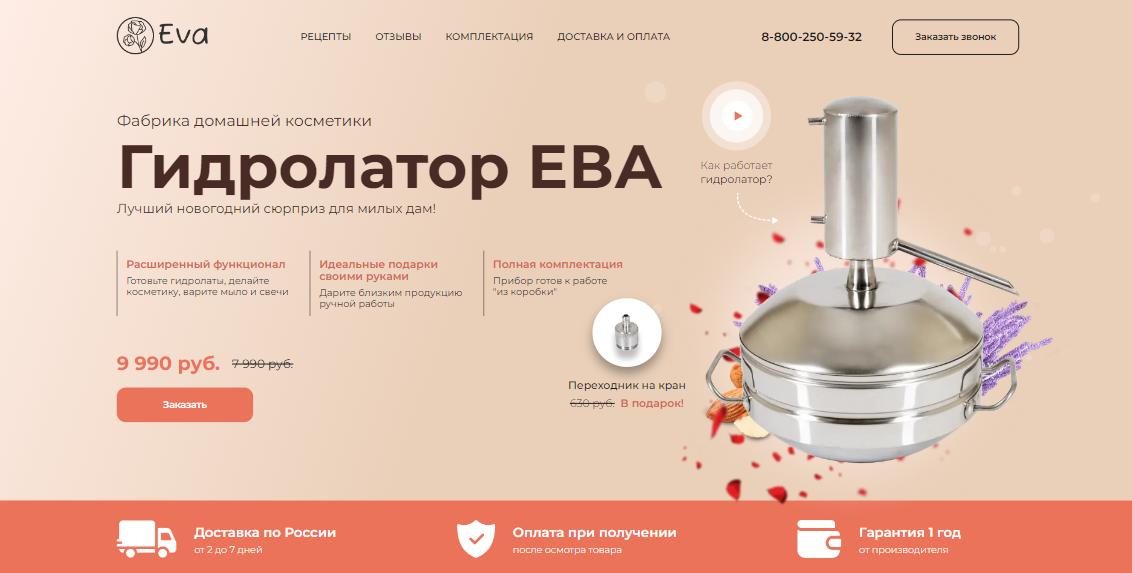 Eva
РЕЦЕПТЫ
ОТЗЫВЫ
КОМПЛЕКТАЦИЯ
ДОСТАВКА И ОПЛАТА
8-800-250-59-32
Заказать звонок
Фабрика домашней косметики
Гидролатор ЕВА
Лучший новогодний сюрприз для милых дам!
Как работает
гидролатор?
Расширенный функционал
Готовьте гидролаты, делайте
косметику, варите мыло и свечи
Идеальные подарки
своими руками
Дарите близким продукцию
ручной работы
Полная комплектация
Прибор готов к работе
"из коробки"
9 990 руб.
7 990 руб.
Заказать
Переходник на кран
630 руб.
В подарок!
Доставка по России
от 2 до 7 дней
Оплата при получении
после осмотра товара
Гарантия 1 год
от производителя